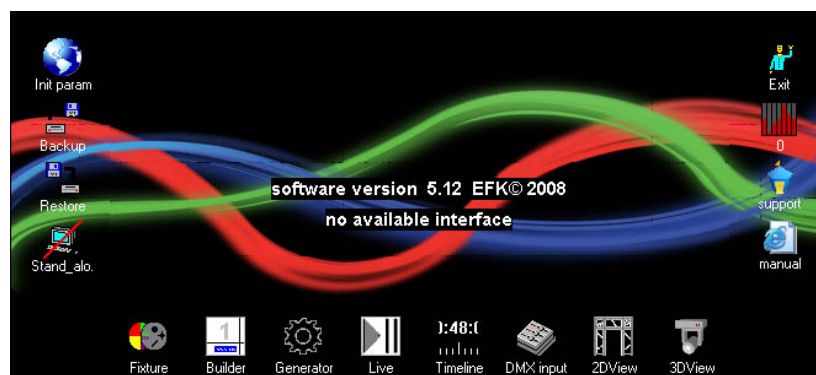 Init param
Exit
Backup
0
Restore
support
Stand_alo.
manual
software version 5.12 EFK© 2008
no available interface
1
):48:(
Fixture Builder Generator Live Timeline DMX input 2DView 3DView